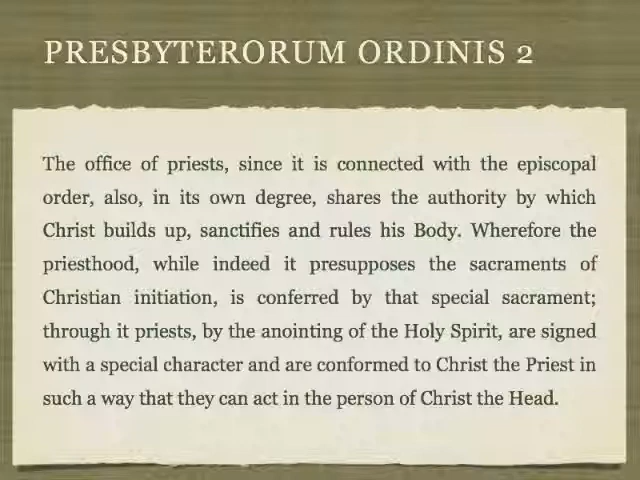 PRESBYTERORUM ORDINIS 2
The office of priests, since it is connected with the episcopal
order, also, in its own degree, shares the authority by which
Christ builds up, sanctifies and rules his Body. Wherefore the
priesthood, while indeed it presupposes the sacraments of
Christian initiation, is conferred by that special sacrament;
through it priests, by the anointing of the Holy Spirit, are signed
with a special character and are conformed to Christ the Priest in
such a way that they can act in the person of Christ the Head.